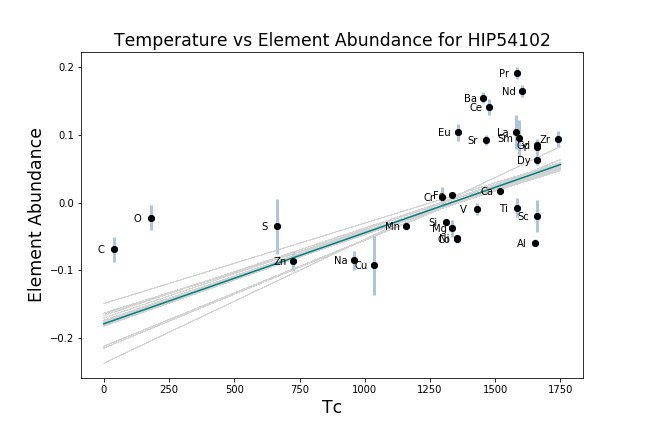 Temperature vs Element Abundance for HIP54102
0.2
0.1
0.0
−0.1
−0.2
Element Abundance
Pr
Nd
Ba
Ce
Eu
La
Sr
Sm
Zr
Dy
Ca
Cr
V
Ti
Sc
O
S
Mn
Si
Mg
Al
C
Zn
Na
Cu
0
250
500
750
1000
1250
1500
1750
Tc